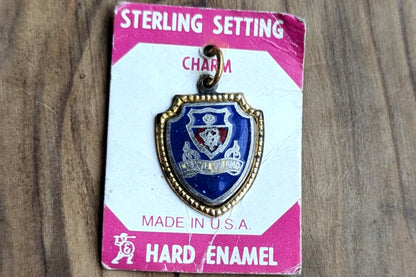 STERLING SETTING
CHARM
MADE IN U.S.A.
HARD ENAMEL